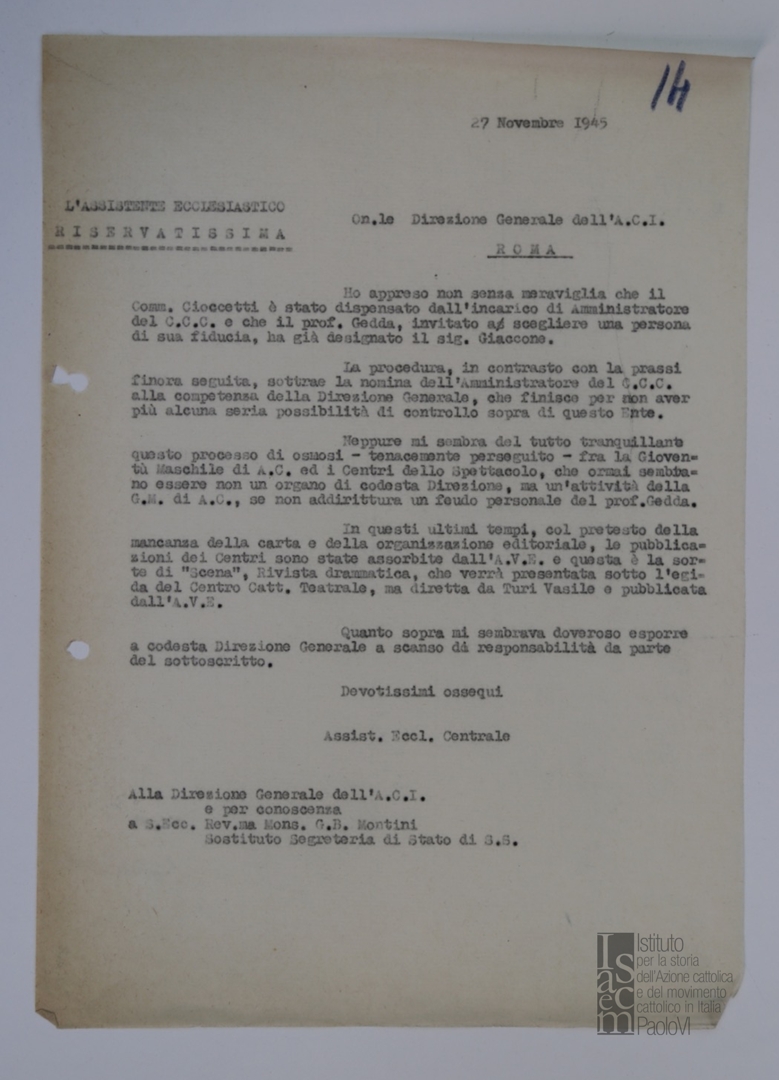 14
27 Novembre 1945
L'ASSISTENTE ECCLESIASTICO
RISERVATISSIMA
On.le Direzione Generale dell'A.C.I.
ROMA
Ho appreso non senza meraviglia che il
Comm. Cioccetti è stato dispensato dall'incarico di Amministratore
del C.C.C. e che il prof. Gedda, invitato a scegliere una persona
di sua fiducia, ha già designato il sig. Giaccone.
La procedura, in contrasto con la prassi
finora seguita, sottrae la nomina dell'Amministratore del C.C.C.
alla competenza della Direzione Generale, che finisce per non aver
più alcuna seria possibilità di controllo sopra di questo Ente.
Neppure mi sembra del tutto tranquillante
questo processo di osmosi - tenacemente perseguito - fra la Gioven=
tù Maschile di A.C. ed i Centri dello Spettacolo, che ormai sembra=
no essere non un organo di codesta Direzione, ma un'attività della
G.M. di A.C., se non addirittura un feudo personale del prof.Gedda.
In questi ultimi tempi, col pretesto della
mancanza della carta e della organizzazione editoriale, le pubblica=
zioni dei Centri sono state assorbite dall'A.V.E. e questa è la sor=
te di "Scena", Rivista drammatica, che verrà presentata sotto l'egi=
da del Centro Catt. Teatrale, ma diretta da Turi Vasile e pubblicata
dall'A.V.E.
Quanto sopra mi sembrava doveroso esporre
a codesta Direzione Generale a scanso di responsabilità da parte
del sottoscritto.
Devotissimi ossequi
Assist. Eccl. Centrale
Alla Direzione Generale dell'A.C.I.
e per conoscenza
a S.Ecc. Rev.ma Mons. G.B. Montini
Sostituto Segreteria di Stato di S.S.
Isacem
Istituto
per la storia
dell'Azione cattolica
e del movimento
cattolico in Italia
PaoloVI